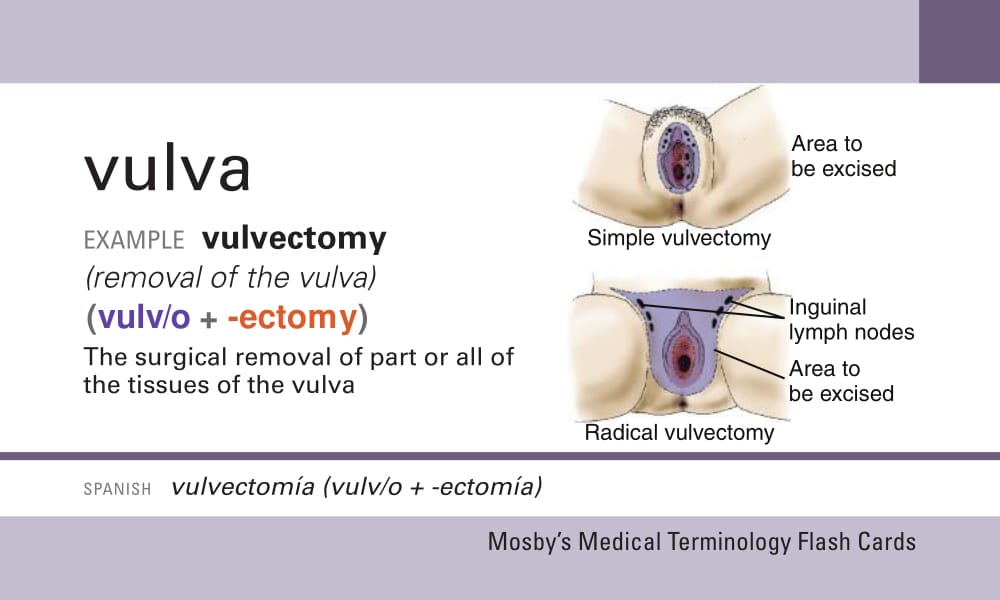 vulva
EXAMPLE vulvectomy
(removal of the vulva)
(vulv/o + -ectomy)
The surgical removal of part or all of
the tissues of the vulva
Area to
be excised
Simple vulvectomy
Inguinal
lymph nodes
Area to
be excised
Radical vulvectomy
SPANISH vulvectomía (vulv/o + -ectomía)
Mosby's Medical Terminology Flash Cards